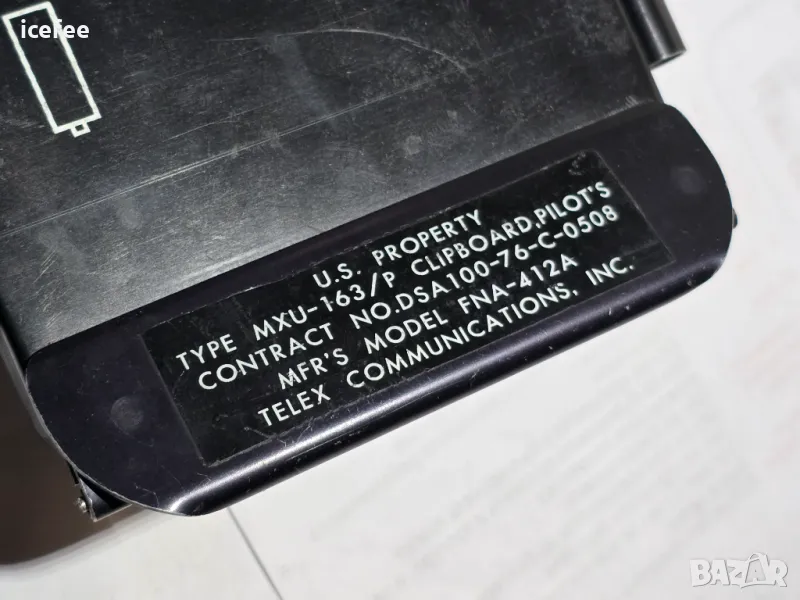 icefee
U.S. PROPERTY
TYPE MXU-163/P CLIPBOARD,PILOT'S
CONTRACT NO.DSA100-76-C-0508
MFR'S MODEL FNA-412A
TELEX COMMUNICATIONS, INC.
BAZAR